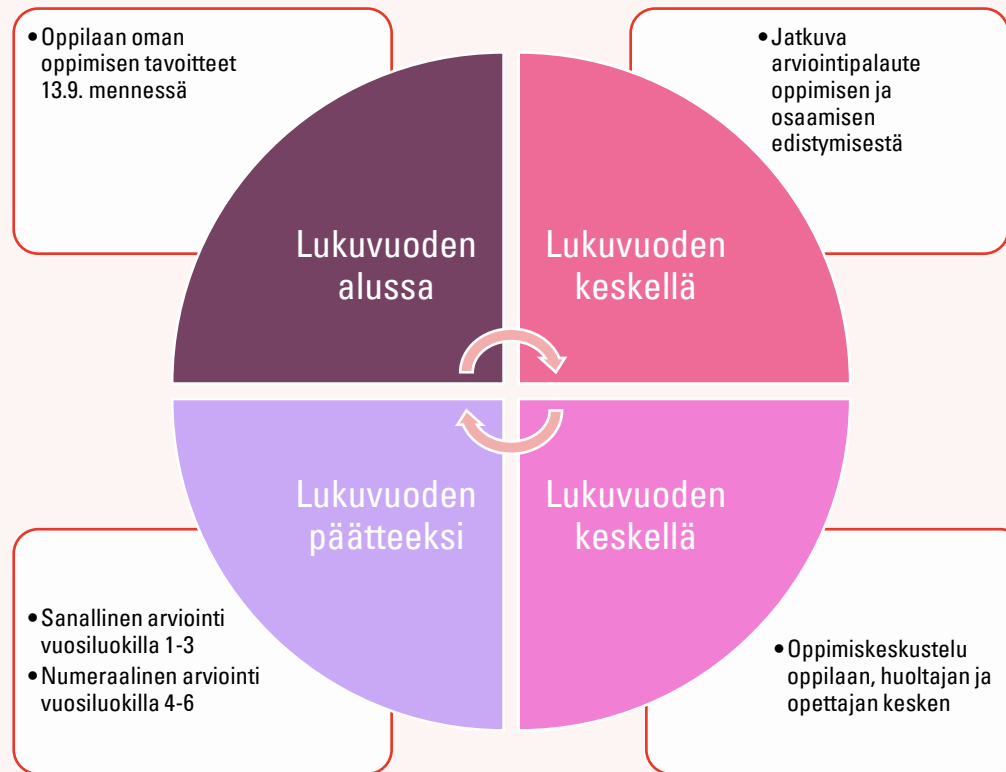 • Oppilaan oman
oppimisen tavoitteet
13.9. mennessä
• Jatkuva
arviointipalaute
oppimisen ja
osaamisen
edistymisestä
Lukuvuoden
alussa
Lukuvuoden
keskellä
Lukuvuoden
päätteeksi
Lukuvuoden
keskellä
• Sanallinen arviointi
vuosiluokilla 1-3
• Numeraalinen arviointi
vuosiluokilla 4-6
• Oppimiskeskustelu
oppilaan, huoltajan ja
opettajan kesken